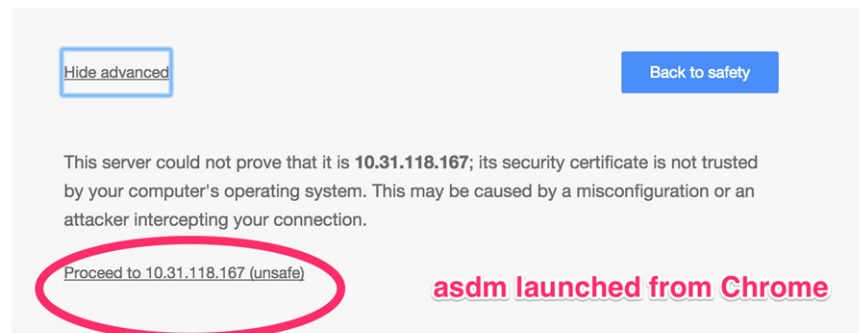 Hide advanced
Back to safety
This server could not prove that it is 10.31.118.167; its security certificate is not trusted
by your computer's operating system. This may be caused by a misconfiguration or an
attacker intercepting your connection.
Proceed to 10.31.118.167 (unsafe)
asdm launched from Chrome